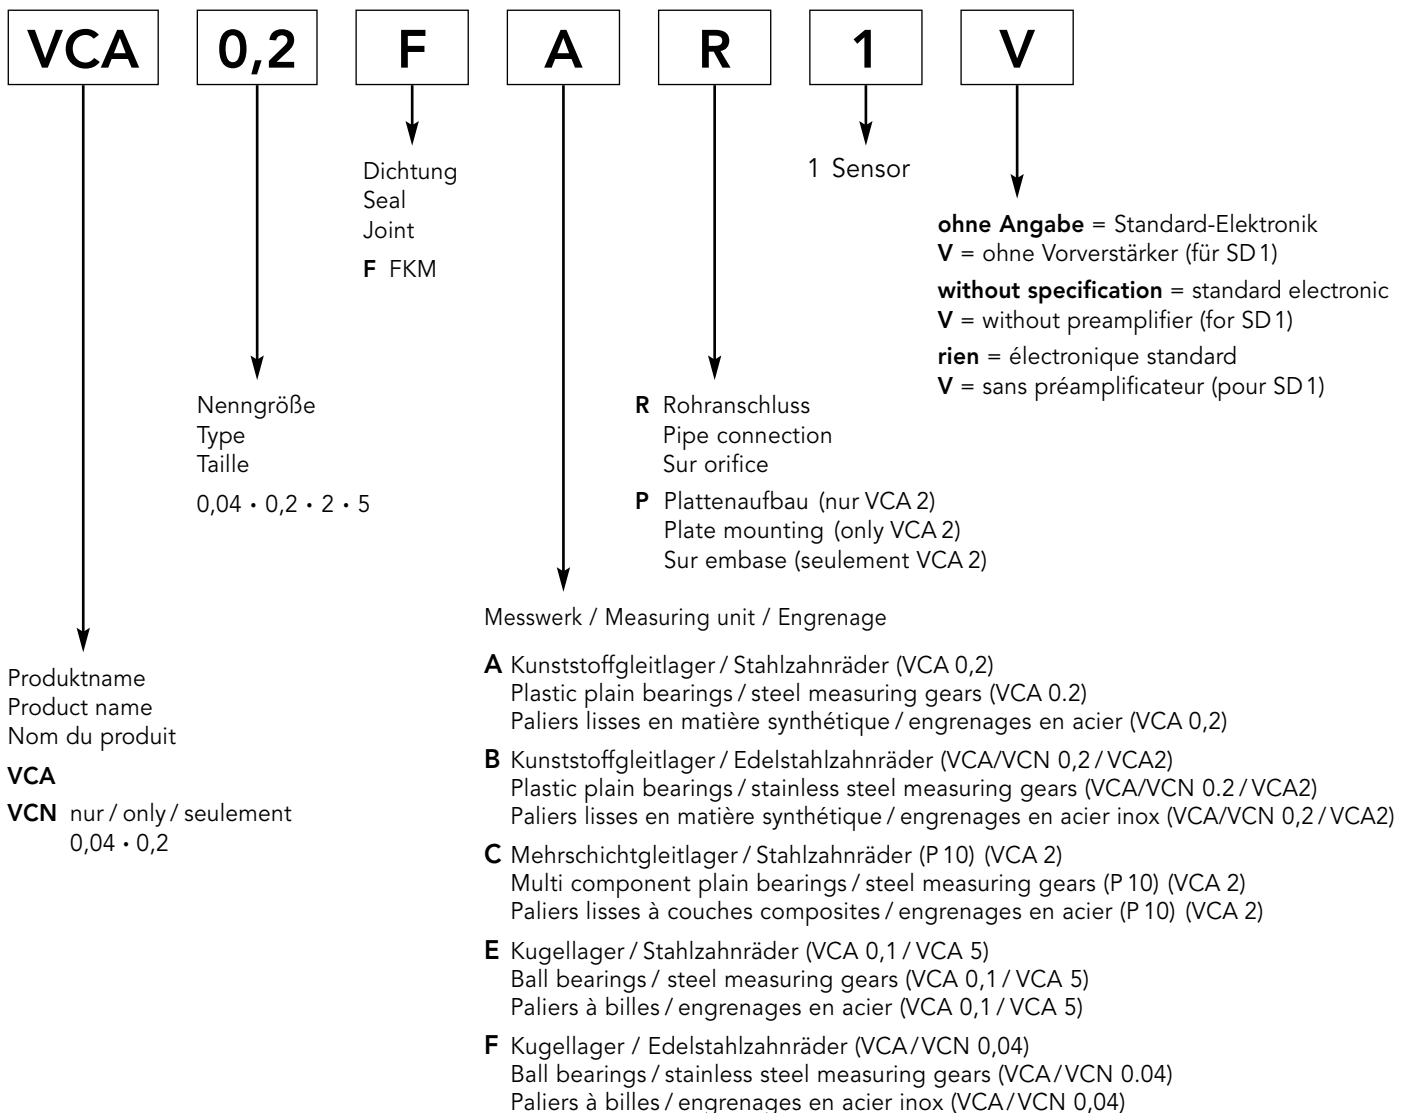 VCA 0,2 F A R 1 V
Dichtung
Seal
Joint
F FKM
1 Sensor
ohne Angabe = Standard-Elektronik
V = ohne Vorverstärker (für SD 1)
without specification = standard electronic
V = without preamplifier (for SD 1)
rien = électronique standard
V = sans préamplificateur (pour SD 1)
Nenngröße
Type
Taille
0,04 · 0,2 · 2 · 5
R Rohranschluss
Pipe connection
Sur orifice
P Plattenaufbau (nur VCA 2)
Plate mounting (only VCA 2)
Sur embase (seulement VCA 2)
Produktname
Product name
Nom du produit
VCA
VCN nur / only / seulement
0,04 · 0,2
Messwerk / Measuring unit / Engrenage
A Kunststoffgleitlager / Stahlzahnräder (VCA 0,2)
Plastic plain bearings / steel measuring gears (VCA 0.2)
Paliers lisses en matière synthétique / engrenages en acier (VCA 0,2)
B Kunststoffgleitlager / Edelstahlzahnräder (VCA/VCN 0,2 / VCA2)
Plastic plain bearings / stainless steel measuring gears (VCA/VCN 0.2 / VCA2)
Paliers lisses en matière synthétique / engrenages en acier inox (VCA/VCN 0,2 / VCA2)
C Mehrschichtgleitlager / Stahlzahnräder (P 10) (VCA 2)
Multi component plain bearings / steel measuring gears (P 10) (VCA 2)
Paliers lisses à couches composites / engrenages en acier (P 10) (VCA 2)
E Kugellager / Stahlzahnräder (VCA 0,1 / VCA 5)
Ball bearings / steel measuring gears (VCA 0,1 / VCA 5)
Paliers à billes / engrenages en acier (VCA 0,1 / VCA 5)
F Kugellager / Edelstahlzahnräder (VCA/VCN 0,04)
Ball bearings / stainless steel measuring gears (VCA/VCN 0.04)
Paliers à billes / engrenages en acier inox (VCA/VCN 0,04)